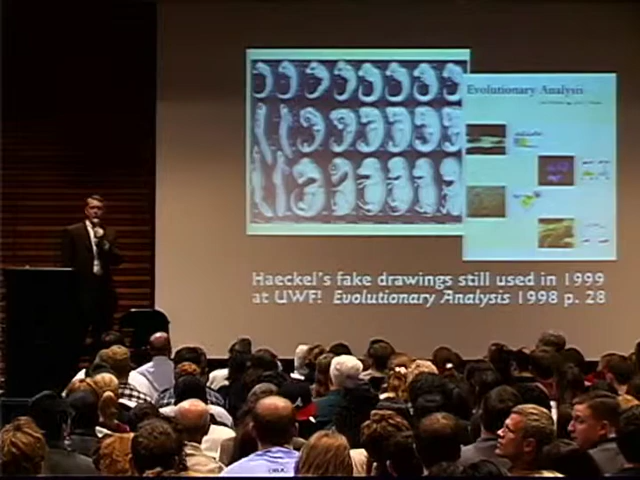 Evolutionary Analysis
Haeckel's fake drawings still used in 1999
at UWF! Evolutionary Analysis 1998 p. 28